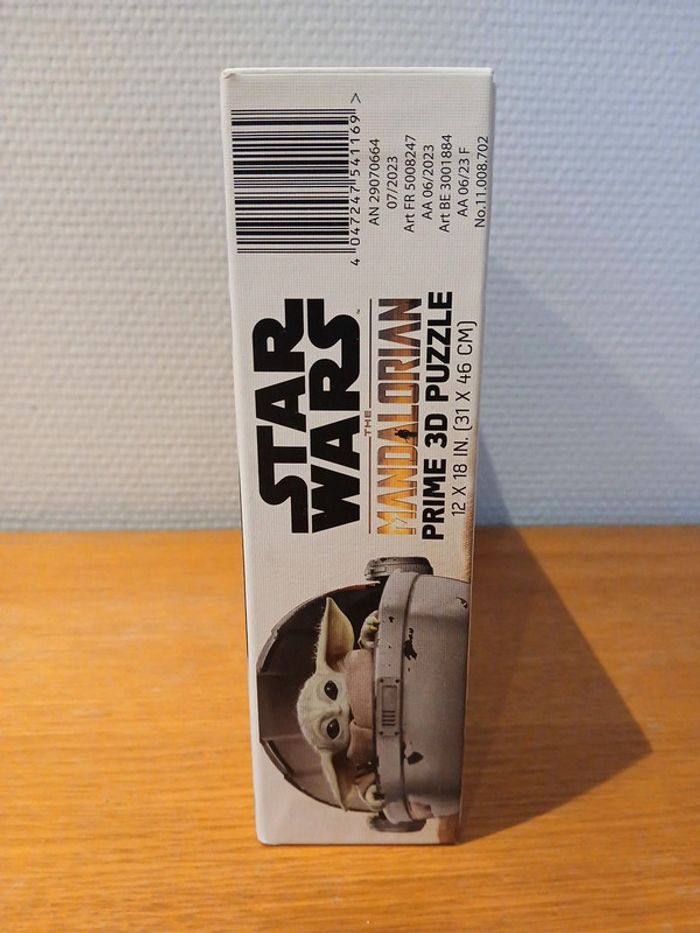 STAR
WARS™
THE
MANDALORIAN
PRIME 3D PUZZLE
12 X 18 IN. (31 X 46 CM)
4 047247 541169 >
AN 29070664
07/2023
Art FR 5008247
AA 06/2023
Art BE 3001884
AA 06/23 F
No.11.008.702